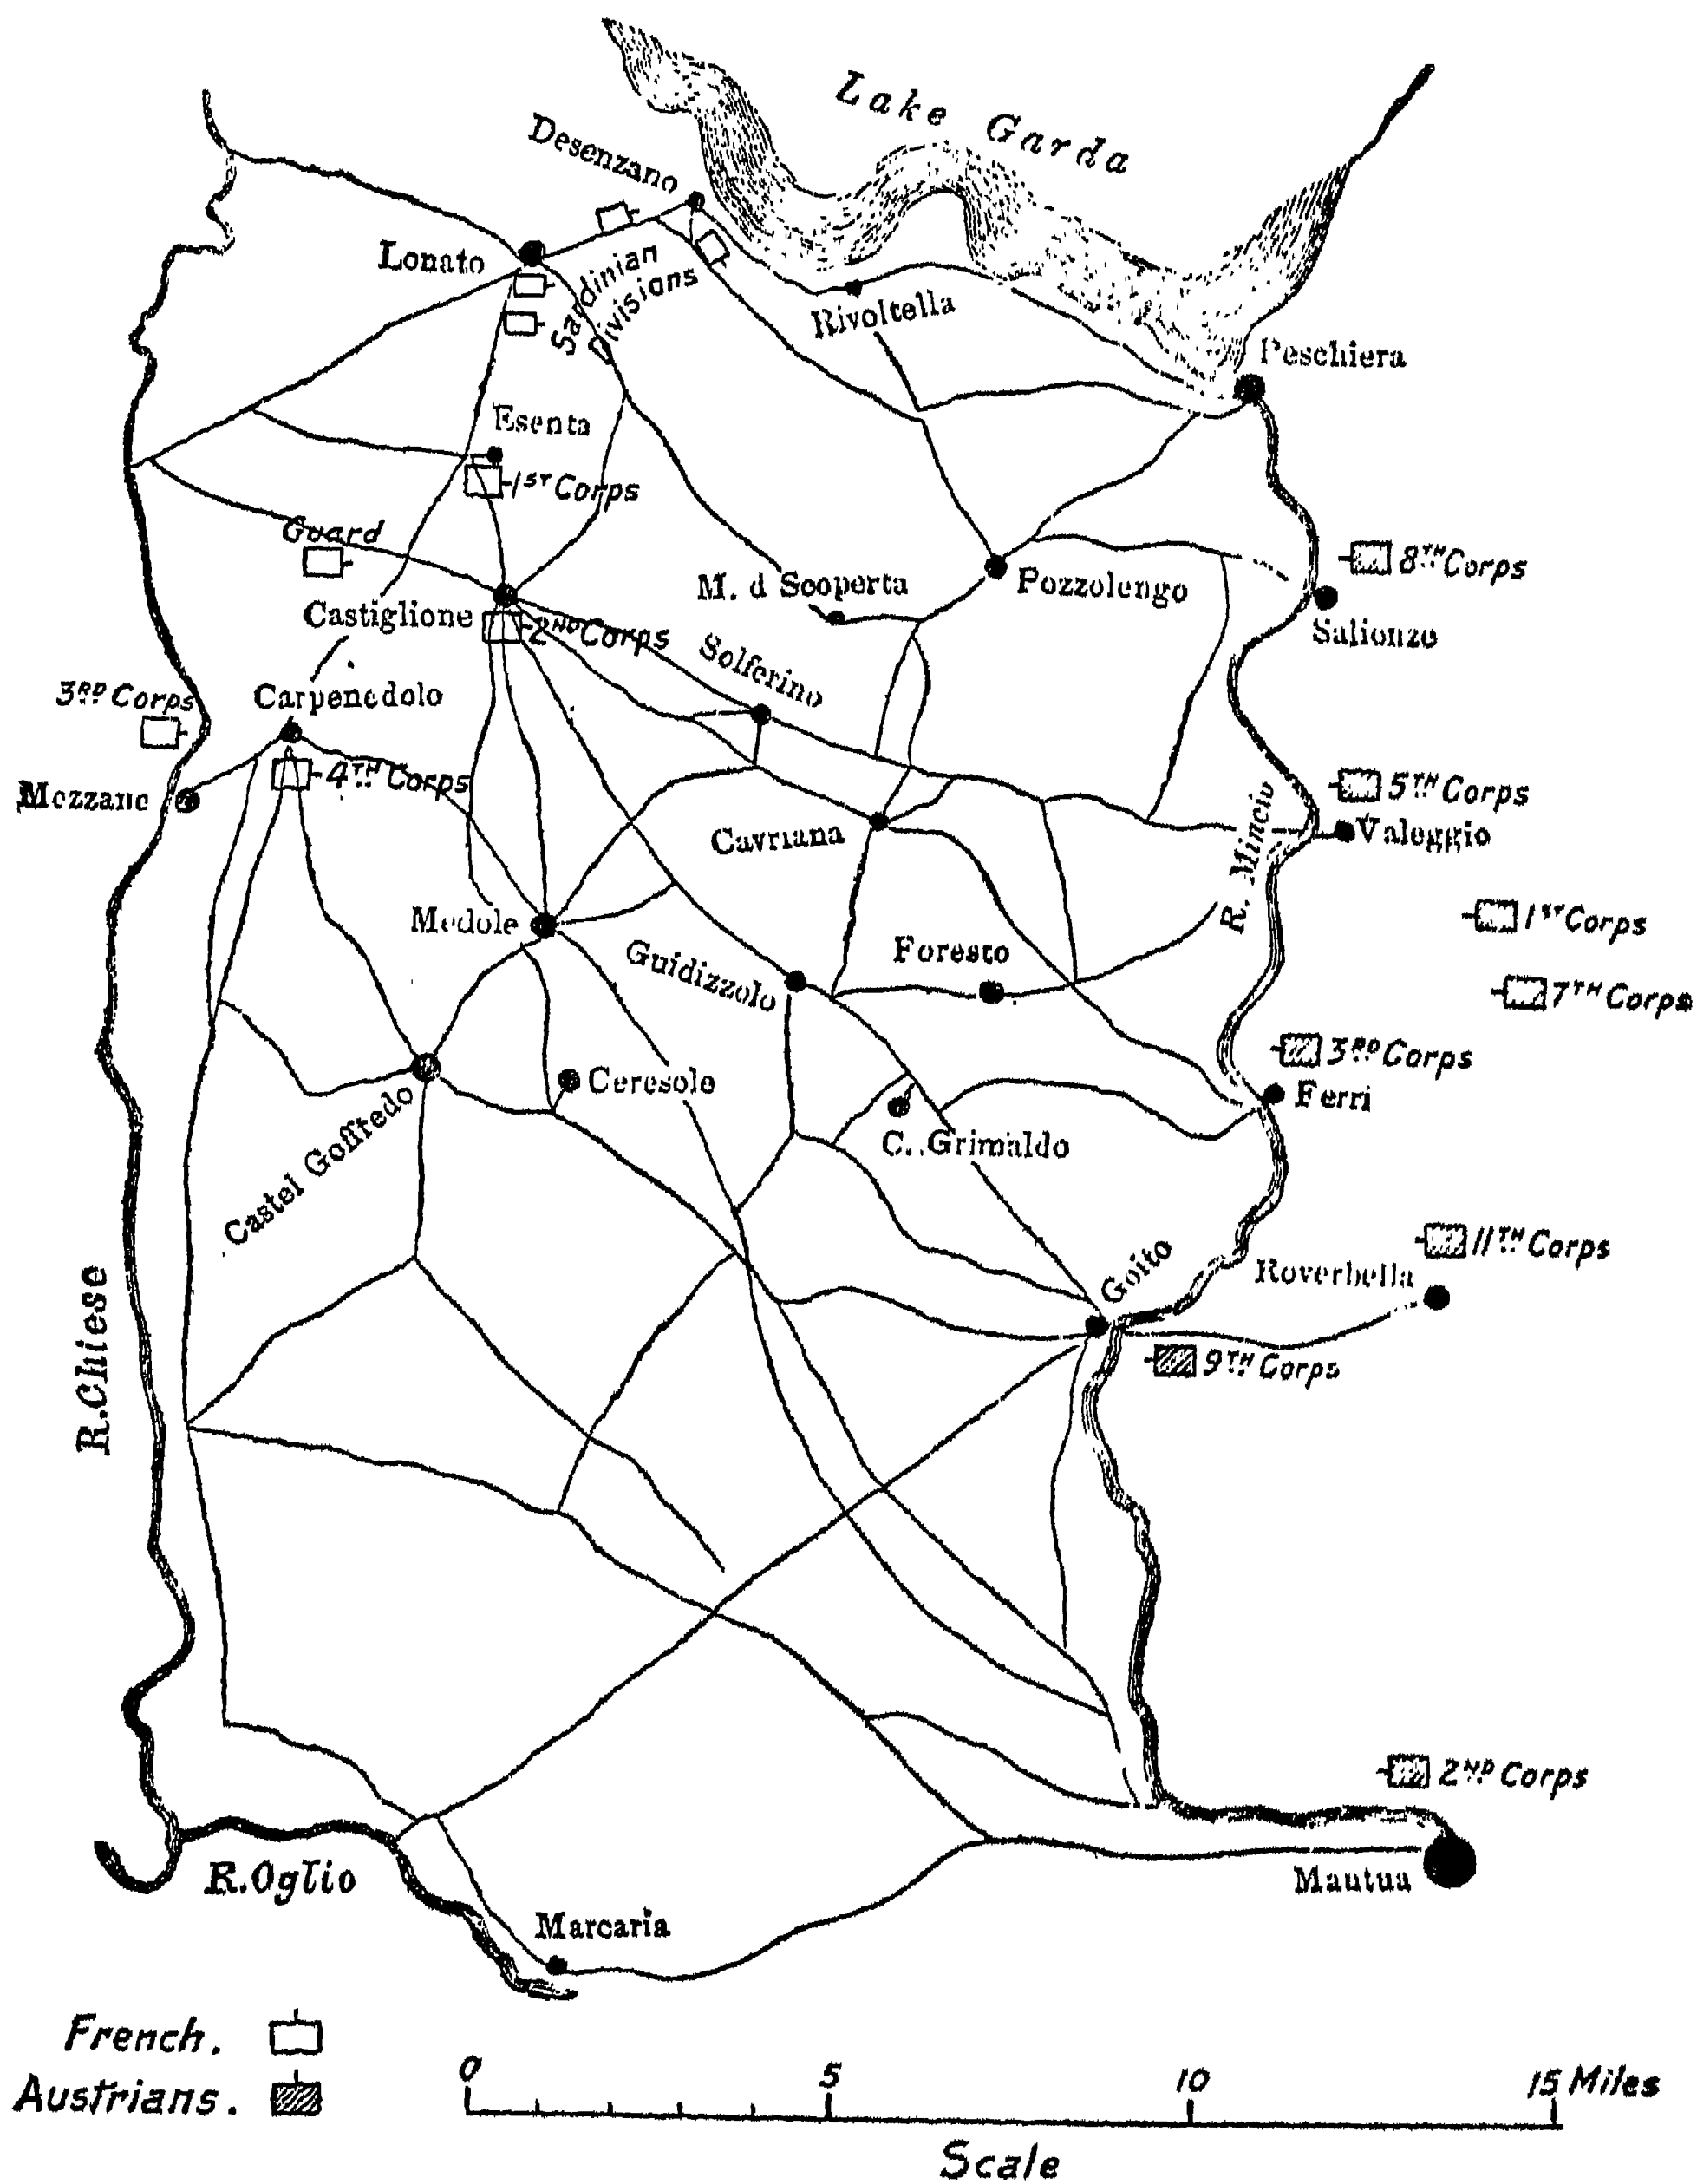 Lake Garda
Desenzano
Lonato
Sardinian
Divisions
Rivoltella
Peschiera
Esenta
1ST Corps
Guard
8TH Corps
M. d Scoperta
Pozzolengo
Castiglione
2ND Corps
Salionzo
Solferino
3RD Corps
Carpenedolo
4TH Corps
Mezzane
5TH Corps
Cavriana
R. Mincio
Valeggio
Medole
1ST Corps
Guidizzolo
Foresto
7TH Corps
3RD Corps
Ceresole
Ferri
Castel Goffredo
C. Grimaldo
11TH Corps
Goito
Roverbella
R. Chiese
9TH Corps
2ND Corps
R. Oglio
Mantua
Marcaria
French.
Austrians.
0 5 10 15 Miles
Scale